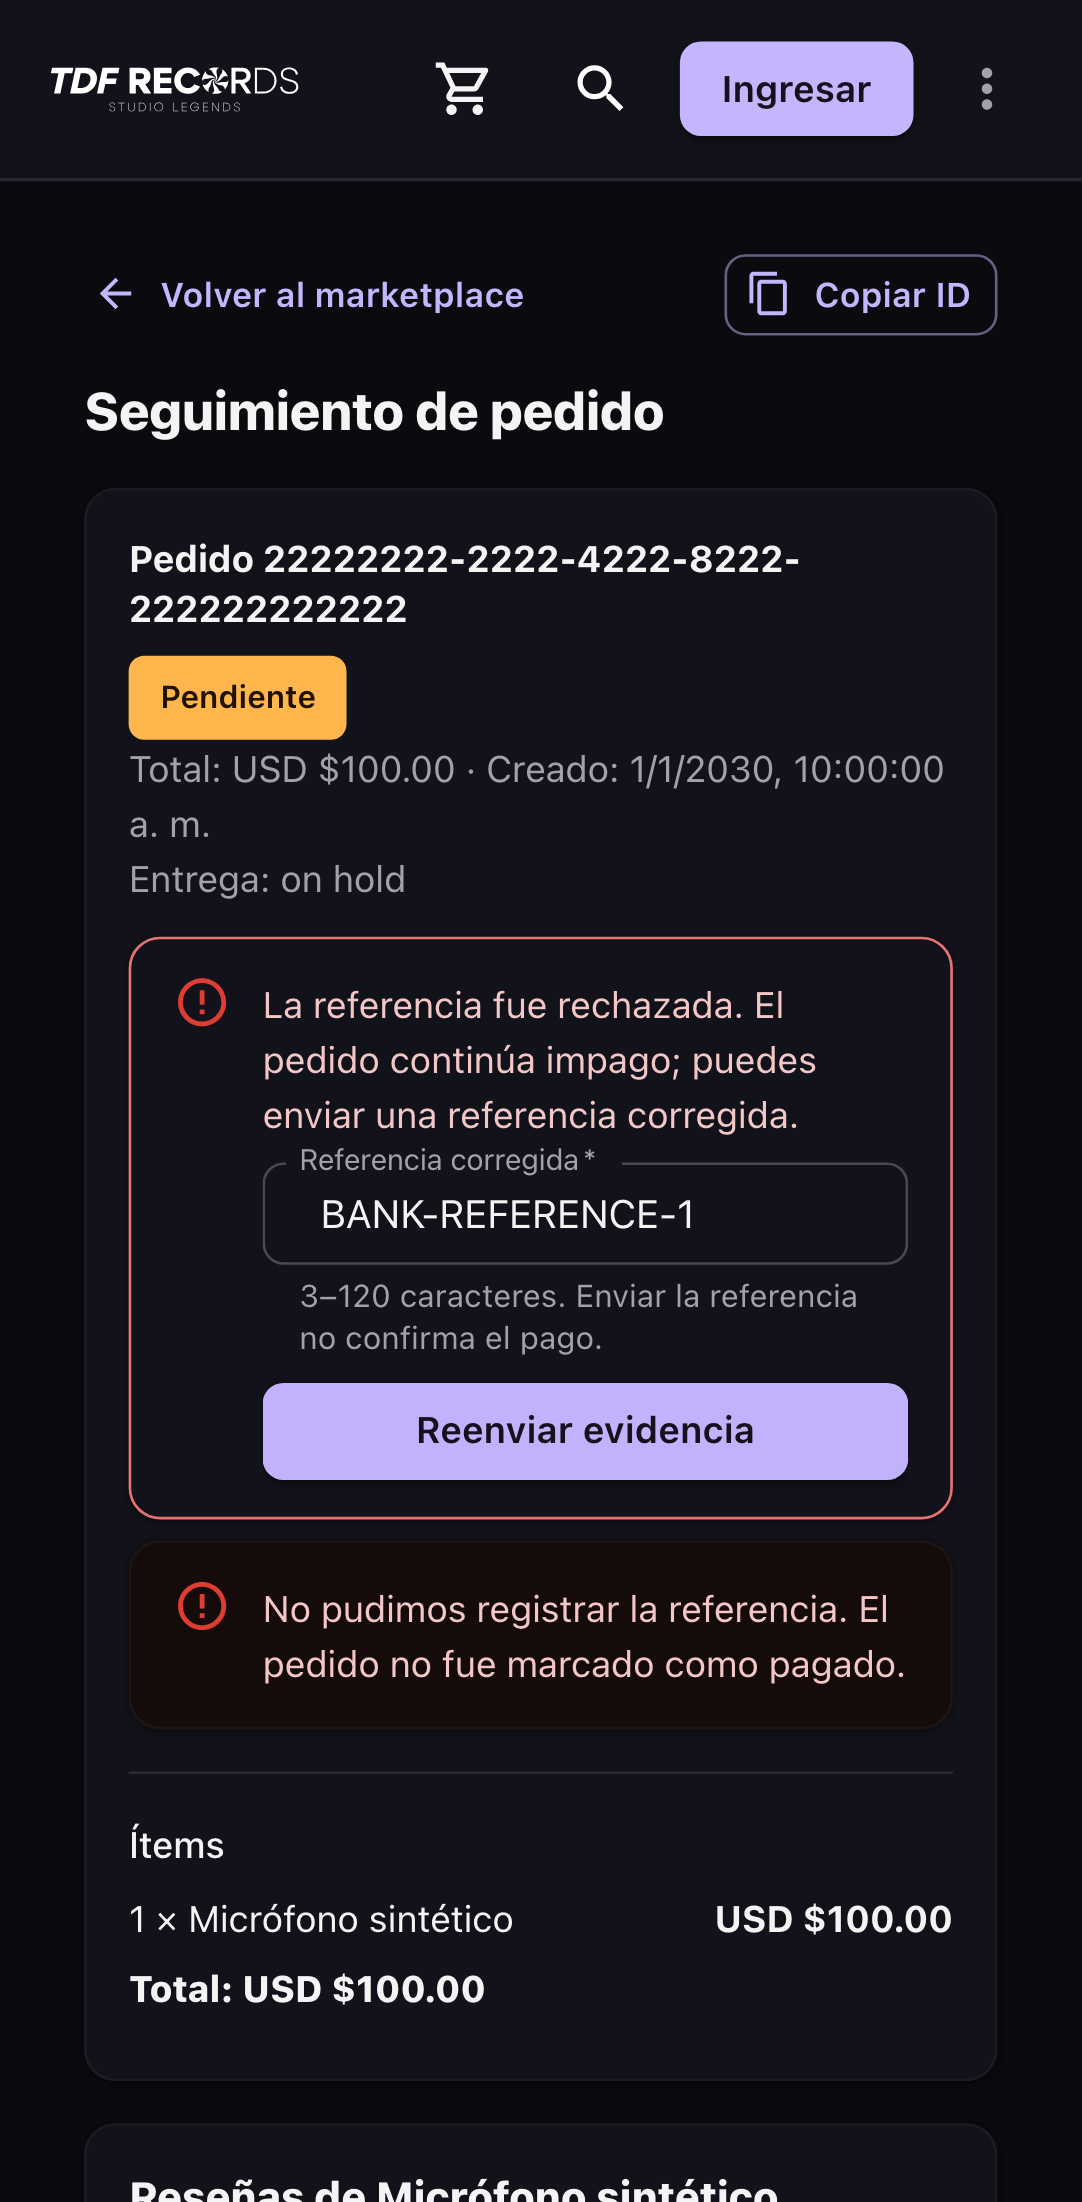 TDF RECORDS
STUDIO LEGENDS
Ingresar
Volver al marketplace
Copiar ID
Seguimiento de pedido
Pedido 22222222-2222-4222-8222-
222222222222
Pendiente
Total: USD $100.00 · Creado: 1/1/2030, 10:00:00
a. m.
Entrega: on hold
La referencia fue rechazada. El
pedido continúa impago; puedes
enviar una referencia corregida.
Referencia corregida *
BANK-REFERENCE-1
3–120 caracteres. Enviar la referencia
no confirma el pago.
Reenviar evidencia
No pudimos registrar la referencia. El
pedido no fue marcado como pagado.
Ítems
1 × Micrófono sintético USD $100.00
Total: USD $100.00
Reseñas de Micrófono sintético